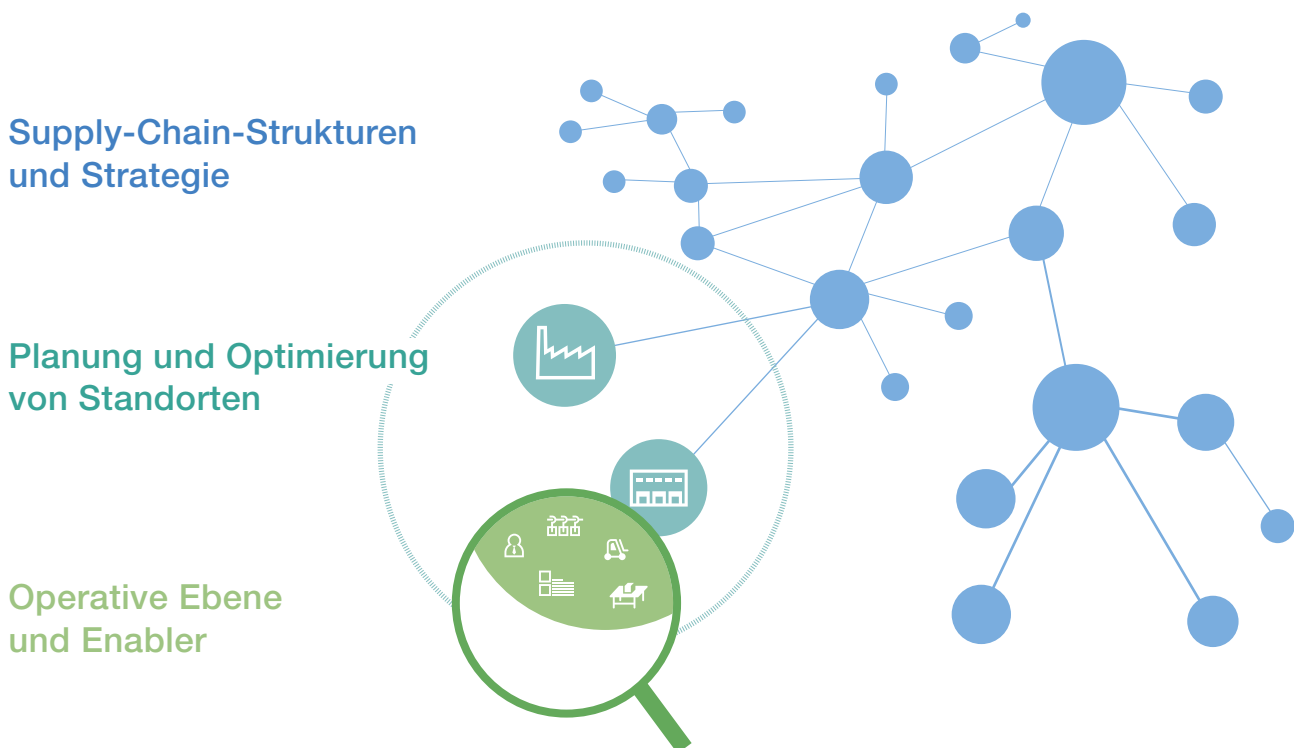 Supply-Chain-Strukturen
und Strategie
Planung und Optimierung
von Standorten
Operative Ebene
und Enabler